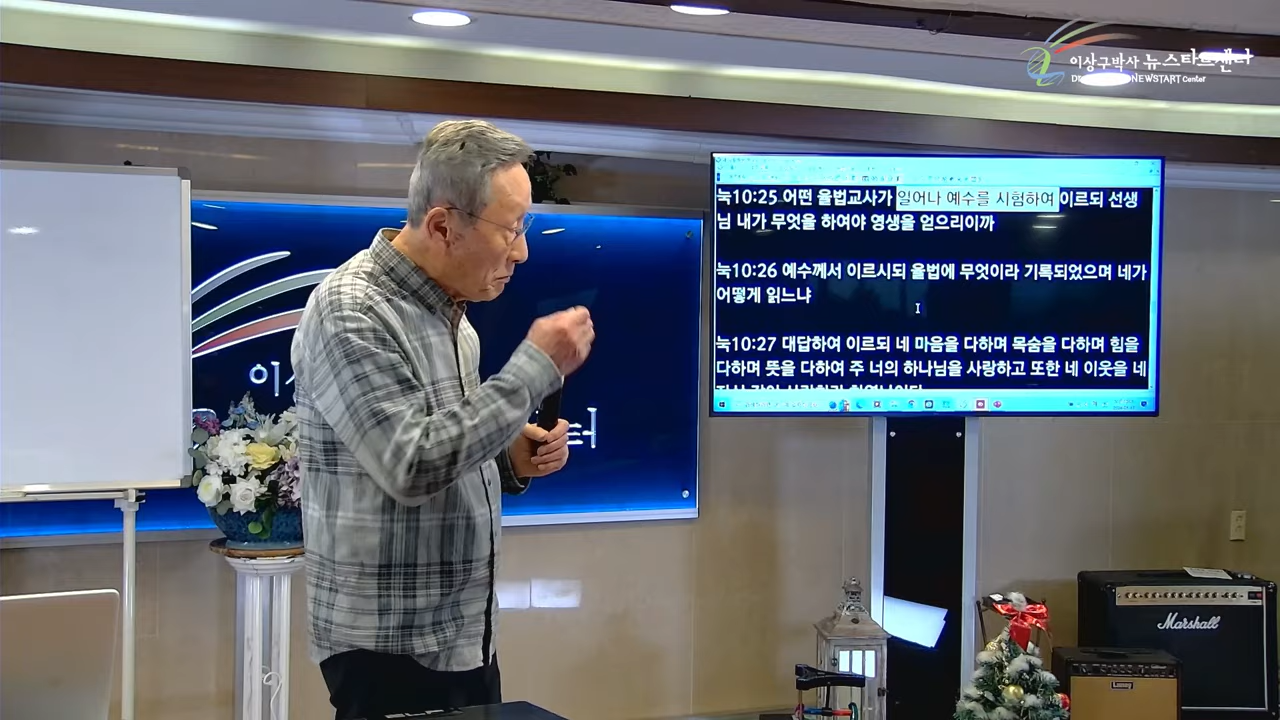 이상구박사 뉴스타트센터
NEWSTART Center
눅10:25 어떤 율법교사가 일어나 예수를 시험하여 이르되 선생
님 내가 무엇을 하여야 영생을 얻으리이까
눅10:26 예수께서 이르시되 율법에 무엇이라 기록되었으며 네가
어떻게 읽느냐
눅10:27 대답하여 이르되 네 마음을 다하며 목숨을 다하며 힘을
다하며 뜻을 다하여 주 너의 하나님을 사랑하고 또한 네 이웃을 네
이상
터
Marshall